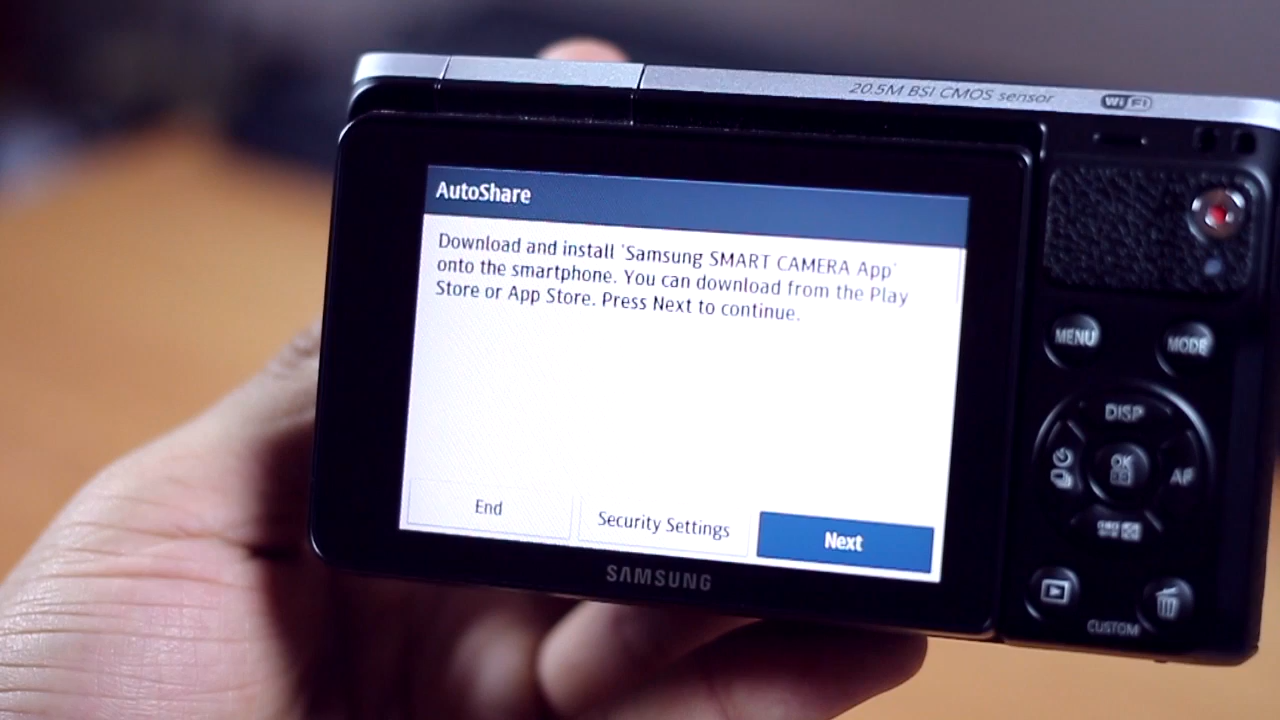 20.5M BSI CMOS sensor
Wi Fi
AutoShare
Download and install `Samsung SMART CAMERA App`
onto the smartphone. You can download from the Play
Store or App Store. Press Next to continue.
MENU
MODE
DISP
OK
AF
End
Security Settings
Next
SAMSUNG
CUSTOM